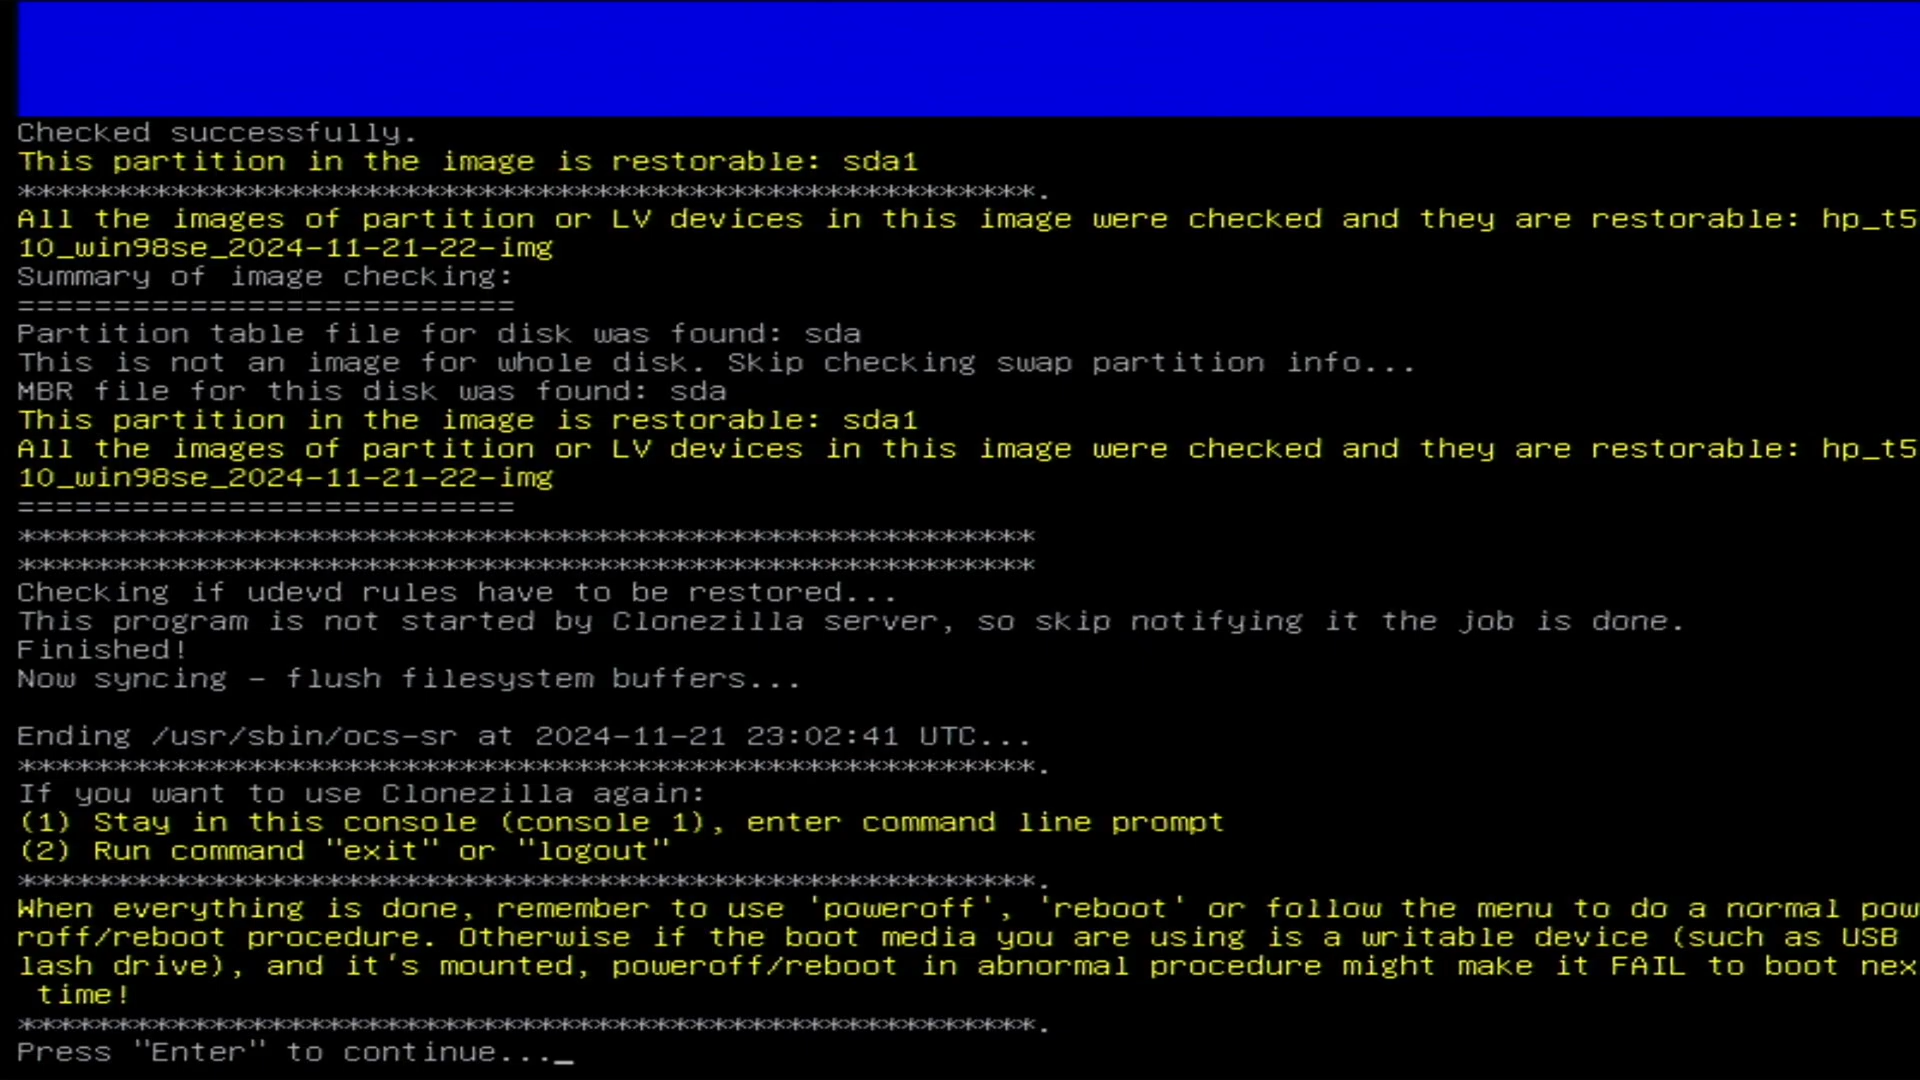 Checked successfully.
This partition in the image is restorable: sda1
*****************************************************.
All the images of partition or LV devices in this image were checked and they are restorable: hp_t5
10_win98se_2024-11-21-22-img
Summary of image checking:
==========================
Partition table file for disk was found: sda
This is not an image for whole disk. Skip checking swap partition info...
MBR file for this disk was found: sda
This partition in the image is restorable: sda1
All the images of partition or LV devices in this image were checked and they are restorable: hp_t5
10_win98se_2024-11-21-22-img
==========================
*****************************************************
*****************************************************
Checking if udevd rules have to be restored...
This program is not started by Clonezilla server, so skip notifying it the job is done.
Finished!
Now syncing - flush filesystem buffers...
Ending /usr/sbin/ocs-sr at 2024-11-21 23:02:41 UTC...
*****************************************************.
If you want to use Clonezilla again:
(1) Stay in this console (console 1), enter command line prompt
(2) Run command "exit" or "logout"
*****************************************************.
When everything is done, remember to use 'poweroff', 'reboot' or follow the menu to do a normal pow
roff/reboot procedure. Otherwise if the boot media you are using is a writable device (such as USB
lash drive), and it's mounted, poweroff/reboot in abnormal procedure might make it FAIL to boot nex
time!
*****************************************************.
Press "Enter" to continue..._